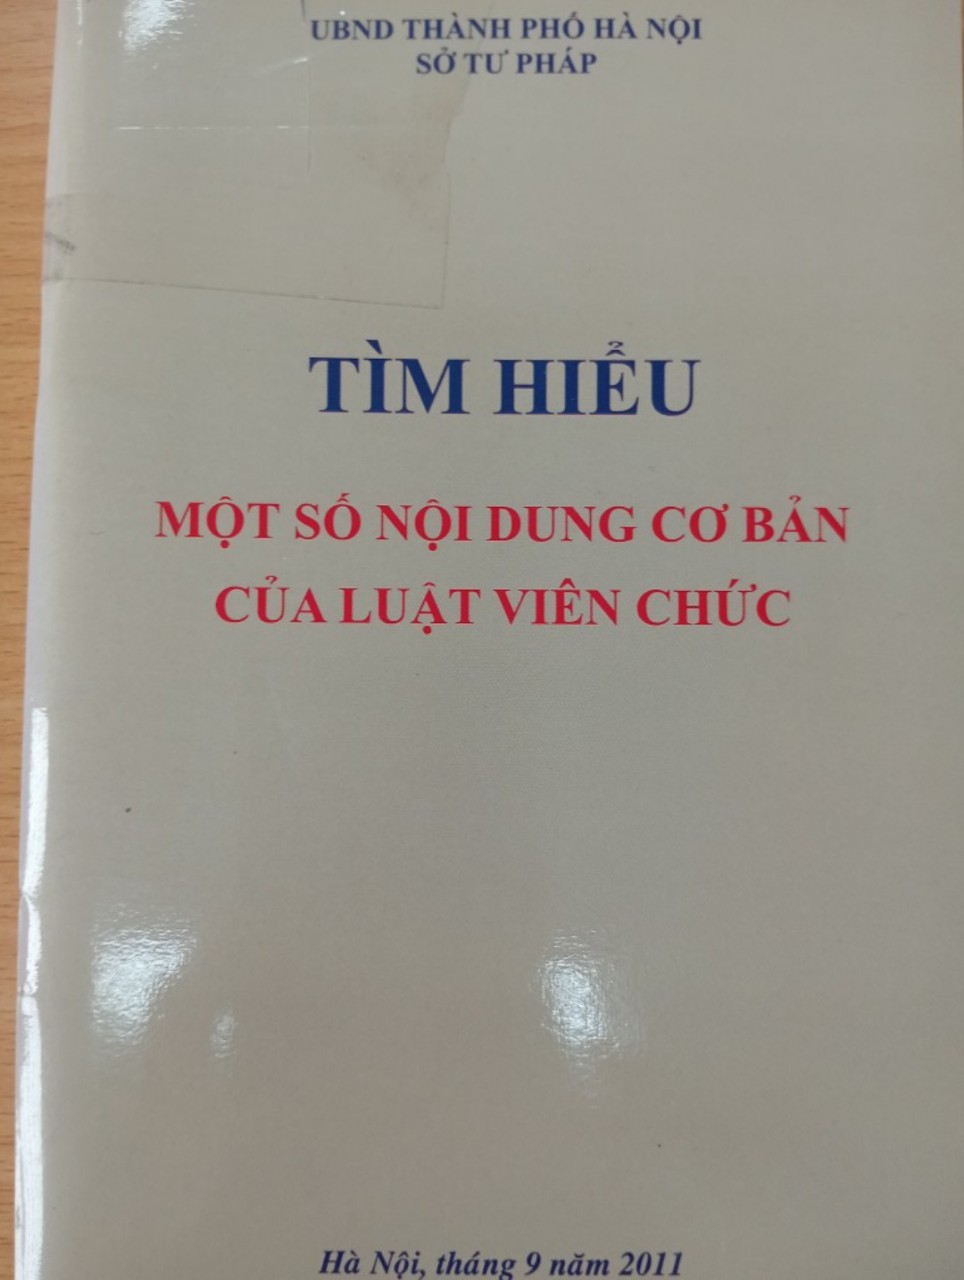 UBND THÀNH PHỐ HÀ NỘI
SỞ TƯ PHÁP
TÌM HIỂU
MỘT SỐ NỘI DUNG CƠ BẢN
CỦA LUẬT VIÊN CHỨC
Hà Nội, tháng 9 năm 2011